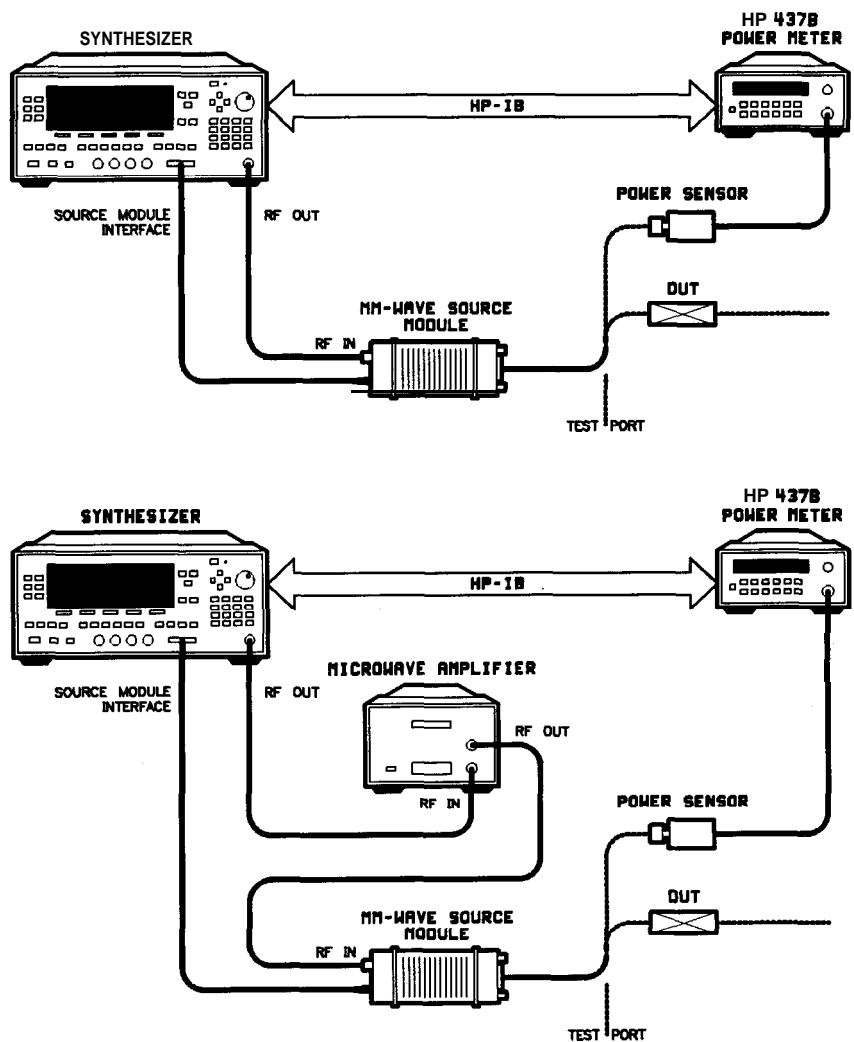 HP 437B
SYNTHESIZER
POWER METER
HP-IB
POWER SENSOR
SOURCE MODULE
INTERFACE
RF OUT
DUT
MM-WAVE SOURCE
MODULE
RF IN
TEST PORT
HP 437B
SYNTHESIZER
POWER METER
HP-IB
MICROWAVE AMPLIFIER
SOURCE MODULE
INTERFACE
RF OUT
RF OUT
RF IN
POWER SENSOR
DUT
MM-WAVE SOURCE
MODULE
RF IN
TEST PORT